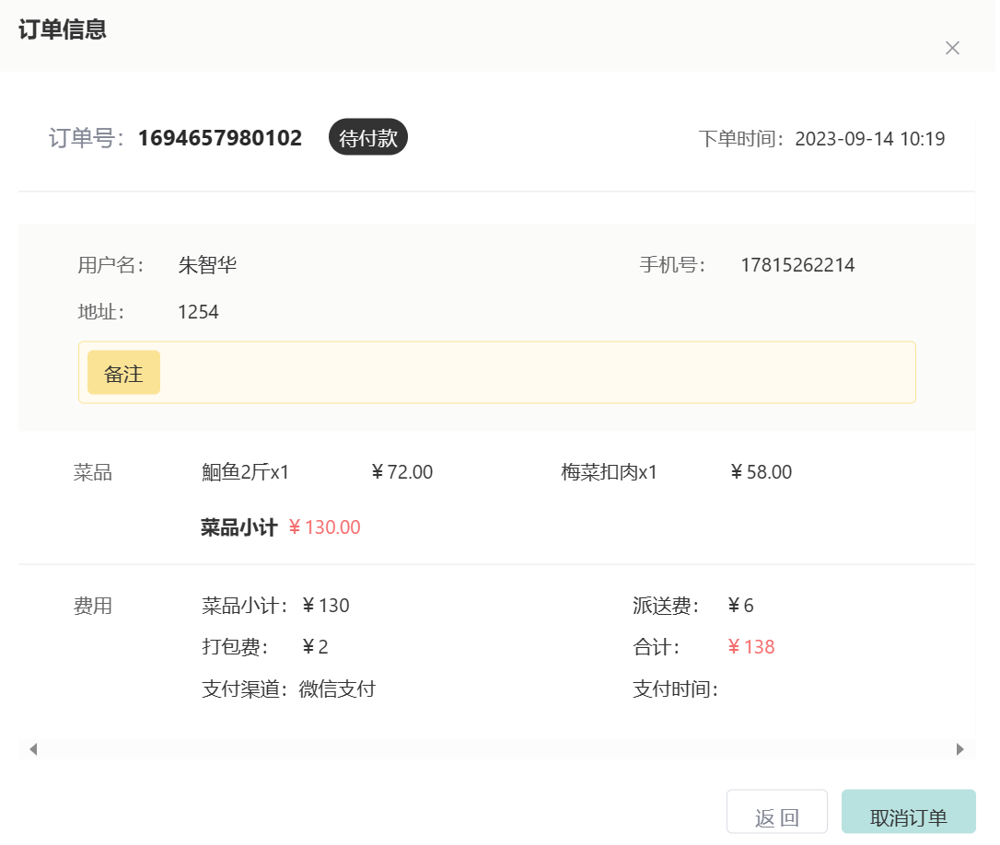 订单信息
订单号： 1694657980102 待付款 下单时间： 2023-09-14 10:19
用户名： 朱智华 手机号： 17815262214
地址： 1254
备注
菜品 鮰鱼2斤x1 ￥72.00 梅菜扣肉x1 ￥58.00
菜品小计 ￥130.00
费用 菜品小计： ￥130 派送费： ￥6
打包费： ￥2 合计： ￥138
支付渠道： 微信支付 支付时间：
返 回 取消订单